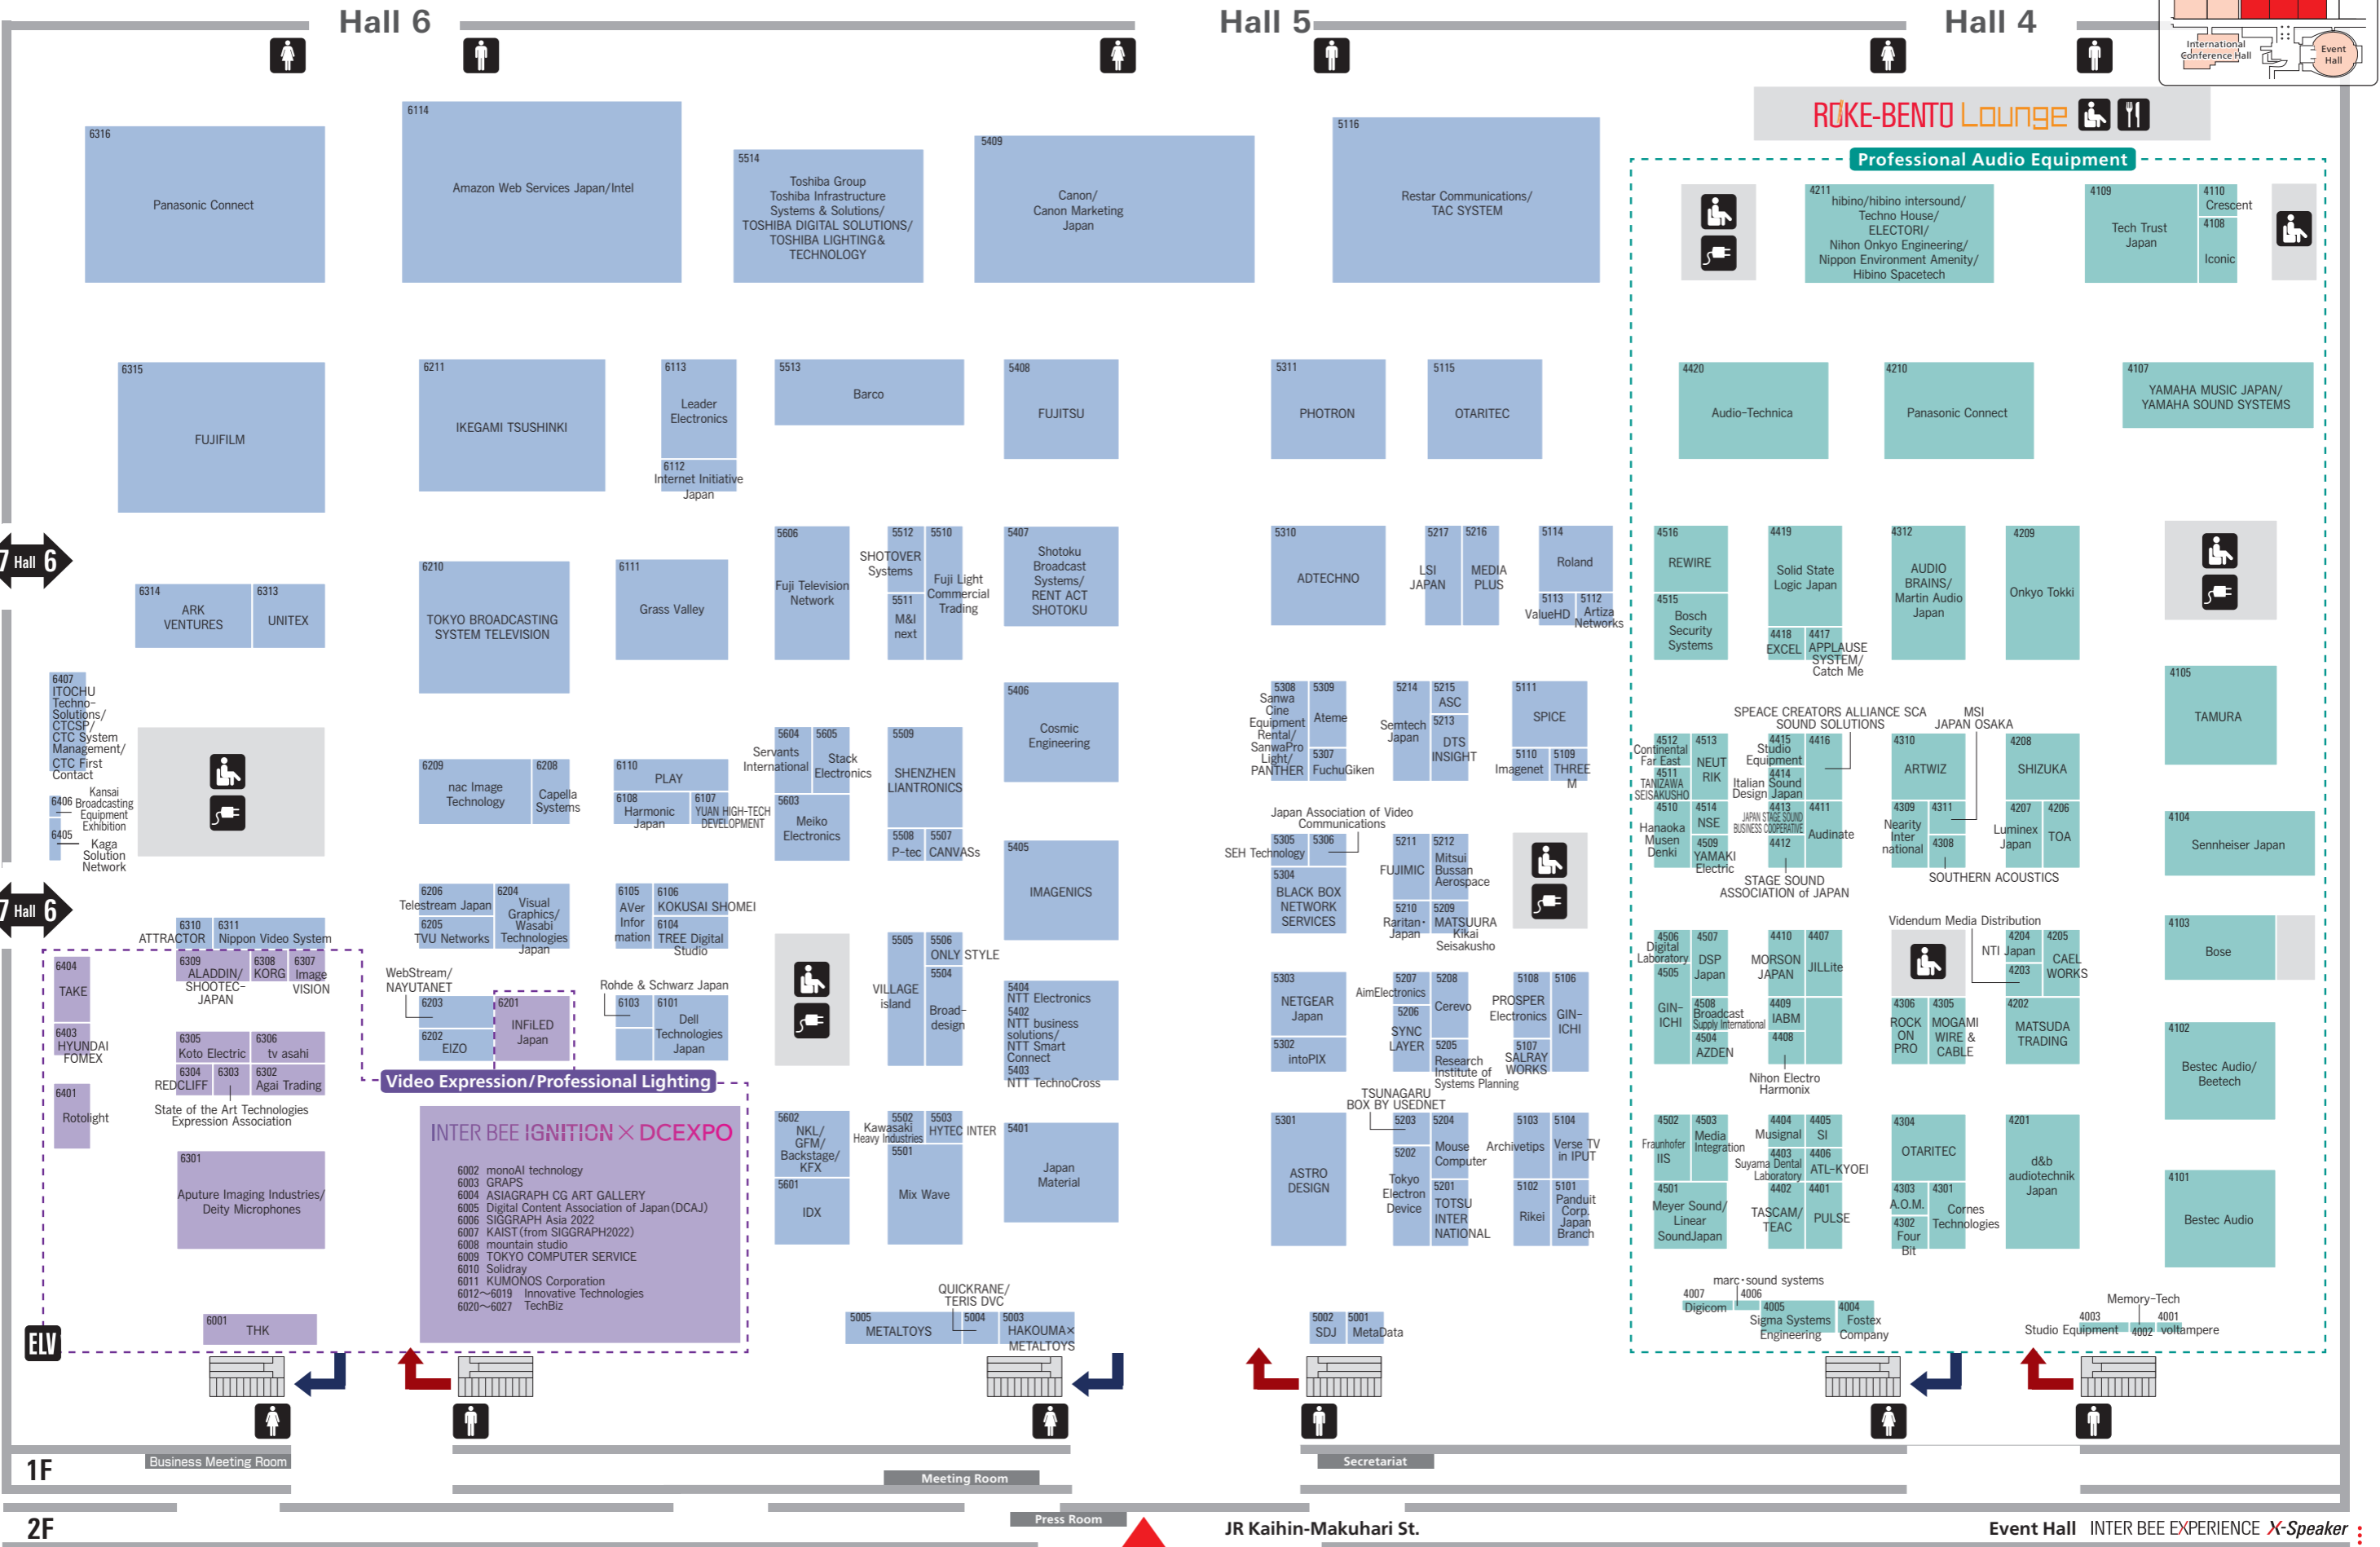 Hall 6
Hall 5
Hall 4
International
Conference Hall
Event
Hall
ROKE-BENTO Lounge
Professional Audio Equipment
6316
Panasonic Connect
6114
Amazon Web Services Japan/Intel
5514
Toshiba Group
Toshiba Infrastructure
Systems & Solutions/
TOSHIBA DIGITAL SOLUTIONS/
TOSHIBA LIGHTING&
TECHNOLOGY
5409
Canon/
Canon Marketing
Japan
5116
Restar Communications/
TAC SYSTEM
4211
hibino/hibino intersound/
Techno House/
ELECTORI/
Nihon Onkyo Engineering/
Nippon Environment Amenity/
Hibino Spacetech
4109
Tech Trust
Japan
4110
Crescent
4108
Iconic
6315
FUJIFILM
6211
IKEGAMI TSUSHINKI
6113
Leader
Electronics
6112
Internet Initiative
Japan
5513
Barco
5408
FUJITSU
5311
PHOTRON
5115
OTARITEC
4420
Audio-Technica
4210
Panasonic Connect
4107
YAMAHA MUSIC JAPAN/
YAMAHA SOUND SYSTEMS
7 Hall 6
6314
ARK
VENTURES
6313
UNITEX
6210
TOKYO BROADCASTING
SYSTEM TELEVISION
6111
Grass Valley
5606
Fuji Television
Network
5512
SHOTOVER
Systems
5511
M&I
next
5510
Fuji Light
Commercial
Trading
5407
Shotoku
Broadcast
Systems/
RENT ACT
SHOTOKU
5310
ADTECHNO
5217
LSI
JAPAN
5216
MEDIA
PLUS
5114
Roland
5113
ValueHD
5112
Artiza
Networks
4516
REWIRE
4515
Bosch
Security
Systems
4419
Solid State
Logic Japan
4418
EXCEL
4417
APPLAUSE
SYSTEM/
Catch Me
4312
AUDIO
BRAINS/
Martin Audio
Japan
4209
Onkyo Tokki
4105
TAMURA
6407
ITOCHU
Techno-
Solutions/
CTCSP/
CTC System
Management/
CTC First
Contact
6406
Kansai
Broadcasting
Equipment
Exhibition
6405
Kaga
Solution
Network
6209
nac Image
Technology
6208
Capella
Systems
6110
PLAY
6108
Harmonic
Japan
6107
YUAN HIGH-TECH
DEVELOPMENT
5604
Servants
International
5605
Stack
Electronics
5603
Meiko
Electronics
5509
SHENZHEN
LIANTRONICS
5508
P-tec
5507
CANVASs
5406
Cosmic
Engineering
5405
IMAGENICS
5308
Sanwa
Cine
Equipment
Rental/
SanwaPro
Light/
PANTHER
5309
Ateme
5307
FuchuGiken
5214
Semtech
Japan
5215
ASC
5213
DTS
INSIGHT
5111
SPICE
5110
Imagenet
5109
THREE
M
Japan Association of Video
Communications
5305
SEH Technology
5306
5304
BLACK BOX
NETWORK
SERVICES
5211
FUJIMIC
5212
Mitsui
Bussan
Aerospace
5210
Raritan·
Japan
5209
MATSUURA
Kikai
Seisakusho
SPEACE CREATORS ALLIANCE SCA
SOUND SOLUTIONS
MSI
JAPAN OSAKA
4512
Continental
Far East
4513
NEUT
RIK
4511
TANIZAWA
SEISAKUSHO
4510
Hanaoka
Musen
Denki
4514
NSE
4509
YAMAKI
Electric
4415
Studio
Equipment
4416
4414
Italian Sound
Design Japan
4413
JAPAN STAGE SOUND
BUSINESS COOPERATIVE
4411
Audinate
4412
STAGE SOUND
ASSOCIATION of JAPAN
4310
ARTWIZ
4309
Nearity
Inter
national
4311
4308
SOUTHERN ACOUSTICS
4208
SHIZUKA
4207
Luminex
Japan
4206
TOA
4104
Sennheiser Japan
7 Hall 6
6310
ATTRACTOR
6311
Nippon Video System
6309
ALADDIN/
SHOOTEC-
JAPAN
6308
KORG
6307
Image
VISION
6404
TAKE
6403
HYUNDAI
FOMEX
6401
Rotolight
6305
Koto Electric
6306
tv asahi
6304
REDCLIFF
6303
6302
Agai Trading
State of the Art Technologies
Expression Association
6301
Aputure Imaging Industries/
Deity Microphones
6001
THK
ELV
6206
Telestream Japan
6205
TVU Networks
6204
Visual
Graphics/
Wasabi
Technologies
Japan
6105
AVer
Infor
mation
6106
KOKUSAI SHOMEI
6104
TREE Digital
Studio
WebStream/
NAYUTANET
6203
6202
EIZO
6201
INFiLED
Japan
Rohde & Schwarz Japan
6103
6101
Dell
Technologies
Japan
Video Expression/Professional Lighting
INTER BEE IGNITION × DCEXPO
6002 monoAI technology
6003 GRAPS
6004 ASIAGRAPH CG ART GALLERY
6005 Digital Content Association of Japan(DCAJ)
6006 SIGGRAPH Asia 2022
6007 KAIST(from SIGGRAPH2022)
6008 mountain studio
6009 TOKYO COMPUTER SERVICE
6010 Solidray
6011 KUMONOS Corporation
6012～6019 Innovative Technologies
6020～6027 TechBiz
5505
VILLAGE
island
5506
ONLY STYLE
5504
Broad-
design
5404
NTT Electronics
5402
NTT business
solutions/
NTT Smart
Connect
5403
NTT TechnoCross
5602
NKL/
GFM/
Backstage/
KFX
5601
IDX
5502
Kawasaki
Heavy Industries
5503
HYTEC INTER
5501
Mix Wave
5401
Japan
Material
QUICKRANE/
TERIS DVC
5005
METALTOYS
5004
5003
HAKOUMA×
METALTOYS
5303
NETGEAR
Japan
5302
intoPIX
5207
AimElectronics
5208
Cerevo
5206
SYNC
LAYER
5205
Research
Institute of
Systems Planning
5108
PROSPER
Electronics
5106
GIN-
ICHI
5107
SALRAY
WORKS
TSUNAGARU
BOX BY USEDNET
5301
ASTRO
DESIGN
5203
5204
Mouse
Computer
5202
Tokyo
Electron
Device
5201
TOTSU
INTER
NATIONAL
5103
Archivetips
5104
Verse TV
in IPUT
5102
Rikei
5101
Panduit
Corp.
Japan
Branch
5002
SDJ
5001
MetaData
4506
Digital
Laboratory
4507
DSP
Japan
4505
GIN-
ICHI
4508
Broadcast
Supply International
4504
AZDEN
4410
MORSON
JAPAN
4407
JILLite
4409
IABM
4408
Nihon Electro
Harmonix
Videndum Media Distribution
4204
NTI Japan
4205
CAEL
WORKS
4203
4306
ROCK
ON
PRO
4305
MOGAMI
WIRE &
CABLE
4202
MATSUDA
TRADING
4103
Bose
4102
Bestec Audio/
Beetech
4502
Fraunhofer
IIS
4503
Media
Integration
4501
Meyer Sound/
Linear
SoundJapan
4404
Musignal
4405
SI
4403
Suyama Dental
Laboratory
4406
ATL-KYOEI
4402
TASCAM/
TEAC
4401
PULSE
4304
OTARITEC
4303
A.O.M.
4301
Cornes
Technologies
4302
Four
Bit
4201
d&b
audiotechnik
Japan
4101
Bestec Audio
marc·sound systems
4007
Digicom
4006
4005
Sigma Systems
Engineering
4004
Fostex
Company
Memory-Tech
4003
Studio Equipment
4002
4001
voltampere
1F
Business Meeting Room
Meeting Room
Secretariat
2F
Press Room
JR Kaihin-Makuhari St.
Event Hall INTER BEE EXPERIENCE X-Speaker